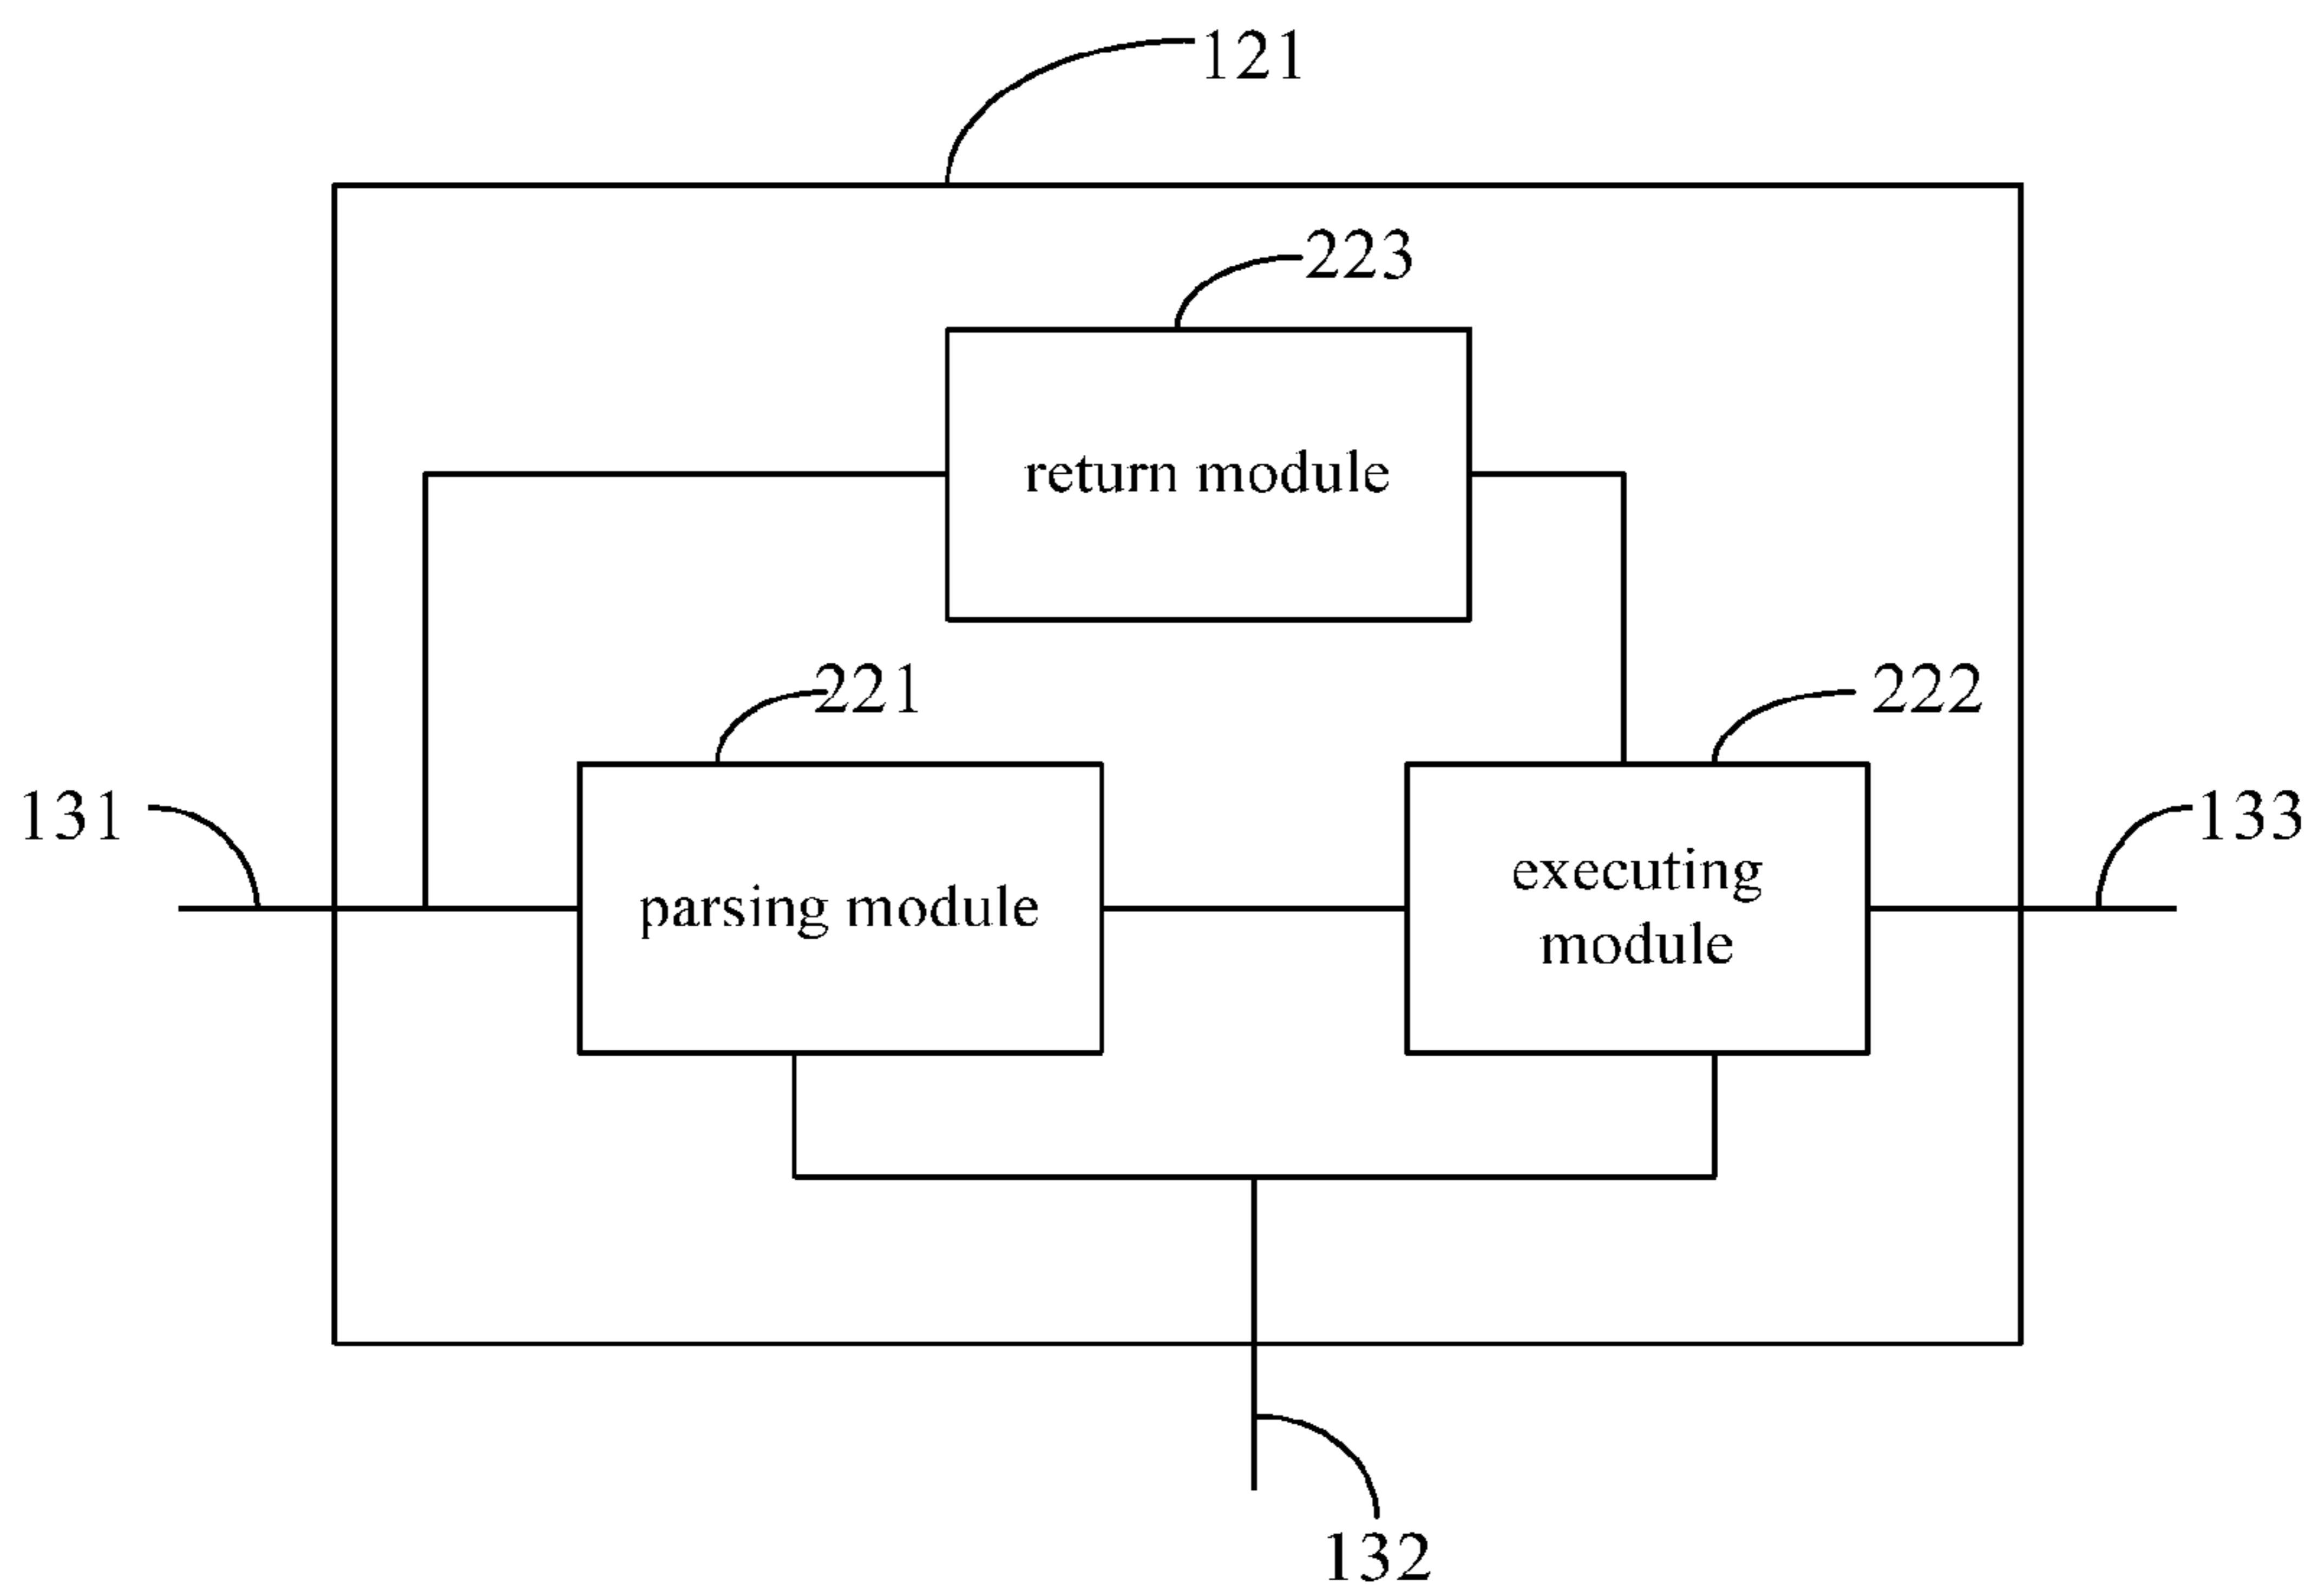 121
223
return module
221
222
131
133
parsing module
executing
module
132